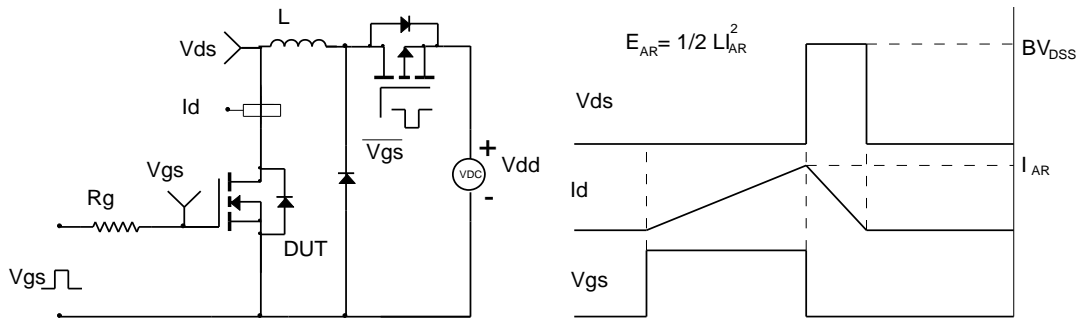 L
Vds
Id
Vgs
Vgs
+
Vdd
VDC
-
Rg
DUT
Vgs
E_AR = 1/2 LI_AR^2
BV_DSS
Vds
I_AR
Id
Vgs